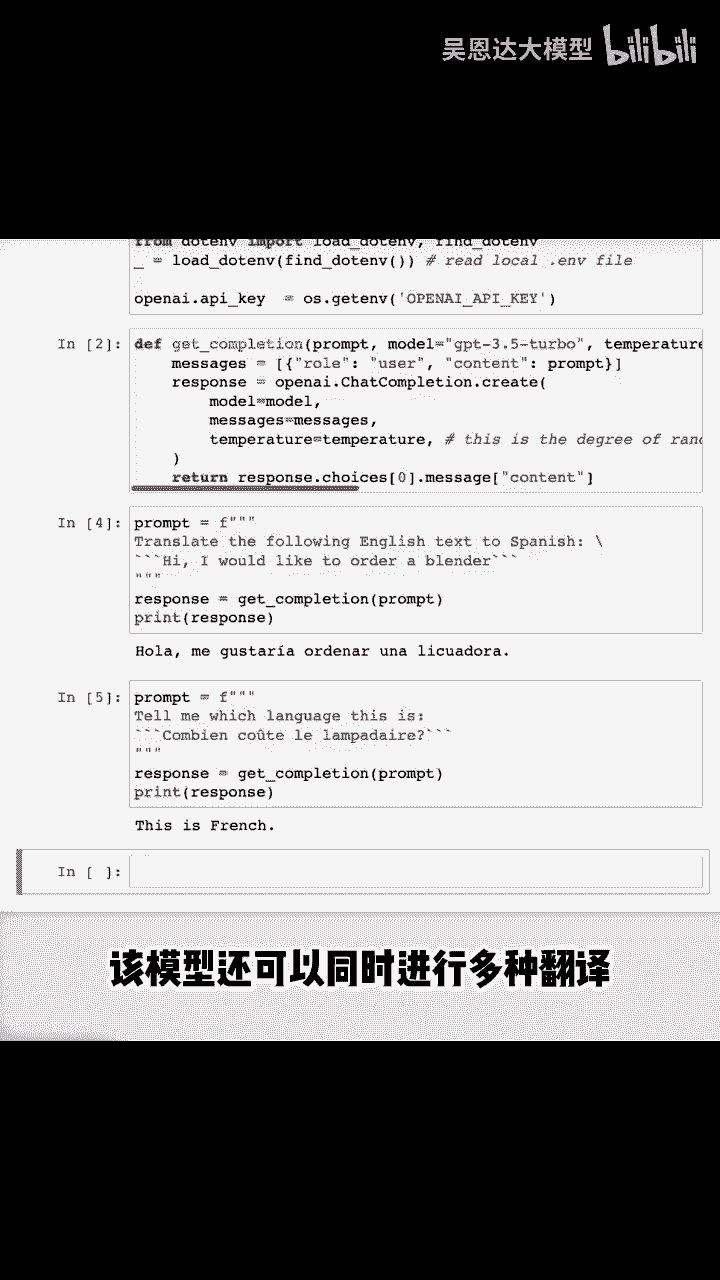 吴恩达大模型 bilibili
from dotenv import load_dotenv, find_dotenv
_ = load_dotenv(find_dotenv()) # read local .env file
openai.api_key  = os.getenv('OPENAI_API_KEY')
In [2]: def get_completion(prompt, model="gpt-3.5-turbo", temperature
messages = [{"role": "user", "content": prompt}]
response = openai.ChatCompletion.create(
model=model,
messages=messages,
temperature=temperature, # this is the degree of
)
return response.choices[0].message["content"]
In [4]: prompt = f"""
Translate the following English text to Spanish: \
```Hi, I would like to order a blender```
"""
response = get_completion(prompt)
print(response)
Hola, me gustaría ordenar una licuadora.
In [5]: prompt = f"""
Tell me which language this is:
```Combien coûte le lampadaire?```
"""
response = get_completion(prompt)
print(response)
This is French.
In [ ]:
该模型还可以同时进行多种翻译